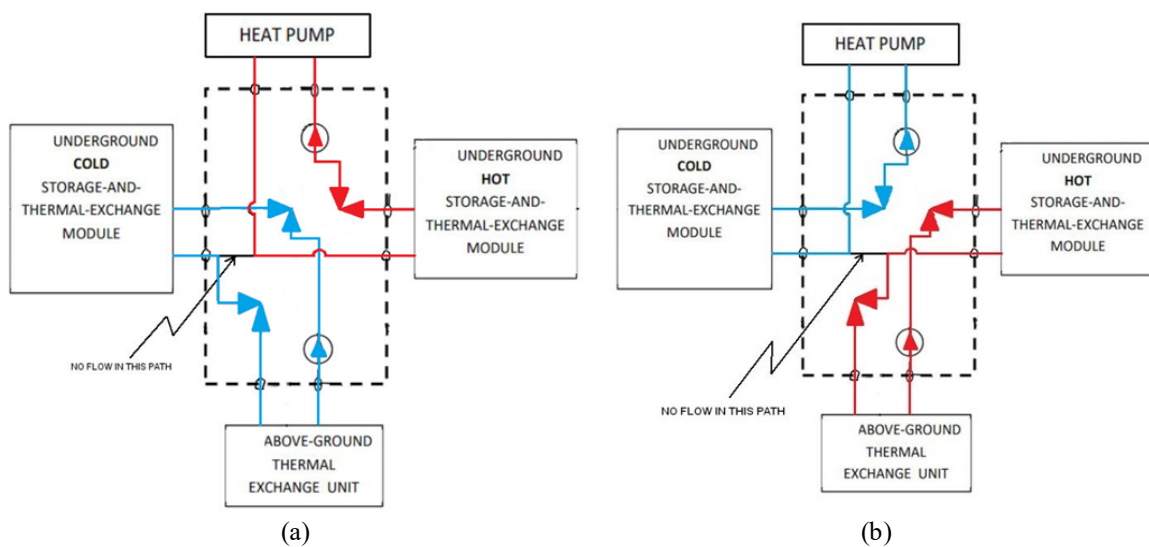 HEAT PUMP
UNDERGROUND
COLD
STORAGE-AND-
THERMAL-EXCHANGE
MODULE
UNDERGROUND
HOT
STORAGE-AND-
THERMAL-EXCHANGE
MODULE
NO FLOW IN THIS PATH
ABOVE-GROUND
THERMAL
EXCHANGE UNIT
(a)
HEAT PUMP
UNDERGROUND
COLD
STORAGE-AND-
THERMAL-EXCHANGE
MODULE
UNDERGROUND
HOT
STORAGE-AND-
THERMAL-EXCHANGE
MODULE
NO FLOW IN THIS PATH
ABOVE-GROUND
THERMAL
EXCHANGE UNIT
(b)